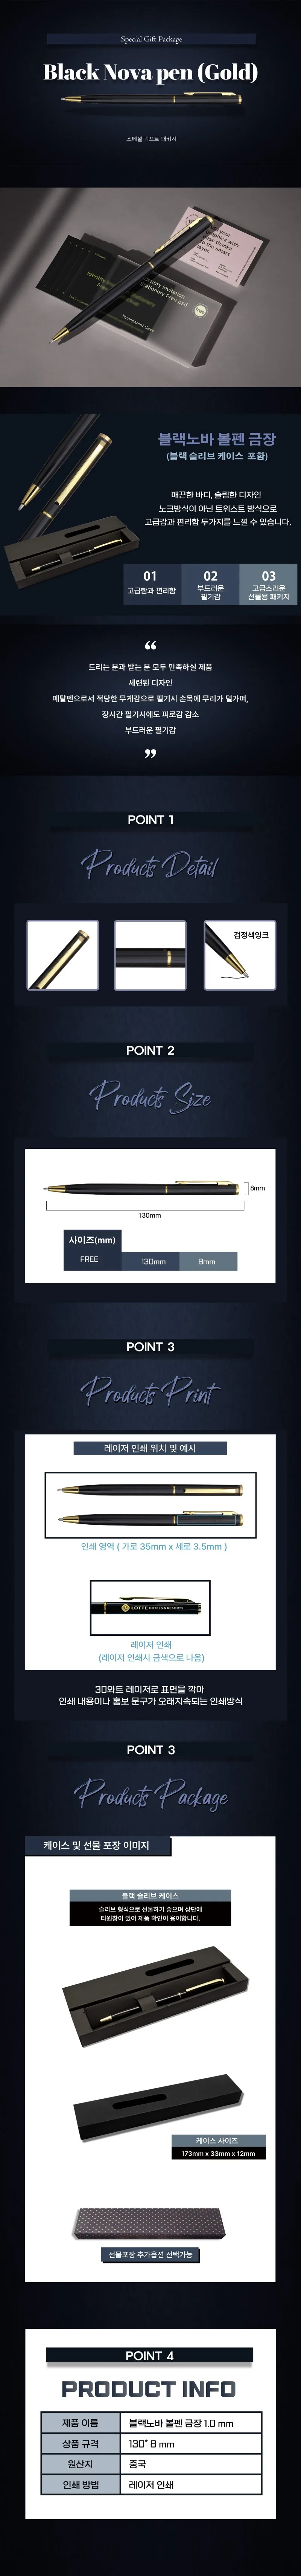 Special Gift Package
Black Nova pen (Gold)
스패셜 기프트 패키지
Transparent Card
블랙노바 볼펜 금장
(블랙 슬리브 케이스 포함)
매끈한 바디, 슬림한 디자인
노크방식이 아닌 트위스트 방식으로
고급감과 편리함 두가지를 느낄 수 있습니다.
01
고급함과 편리함
02
부드러운
필기감
03
고급스러운
선물용 패키지
“
드리는 분과 받는 분 모두 만족하실 제품
세련된 디자인
메탈펜으로서 적당한 무게감으로 필기시 손목에 무리가 덜가며,
장시간 필기시에도 피로감 감소
부드러운 필기감
”
POINT 1
Products Detail
검정색잉크
POINT 2
Products Size
8mm
130mm
사이즈(mm)
FREE
130mm
8mm
POINT 3
Products Print
레이저 인쇄 위치 및 예시
인쇄 영역 ( 가로 35mm x 세로 3.5mm )
LOTTE
HOTELS & RESORTS
레이저 인쇄
(레이저 인쇄시 금색으로 나옴)
30와트 레이저로 표면을 깍아
인쇄 내용이나 홍보 문구가 오래지속되는 인쇄방식
POINT 3
Products Package
케이스 및 선물 포장 이미지
블랙 슬리브 케이스
슬리브 형식으로 선물하기 좋으며 상단에
타원창이 있어 제품 확인이 용이합니다.
케이스 사이즈
173mm x 33mm x 12mm
선물포장 추가옵션 선택가능
POINT 4
PRODUCT INFO
제품 이름
블랙노바 볼펜 금장 1.0 mm
상품 규격
130* 8 mm
원산지
중국
인쇄 방법
레이저 인쇄